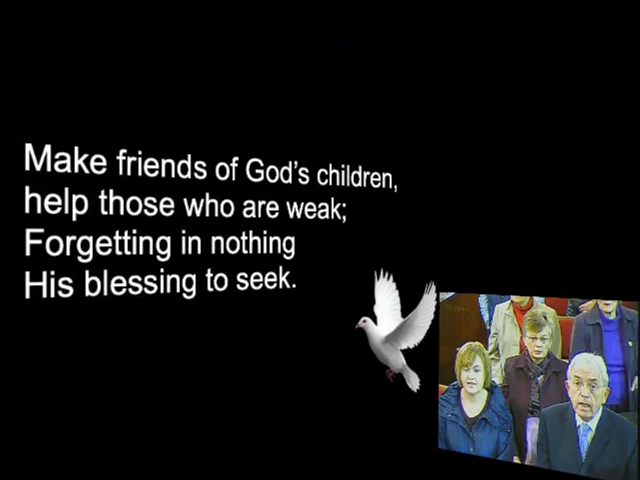 Make friends of God's children,
help those who are weak;
Forgetting in nothing
His blessing to seek.